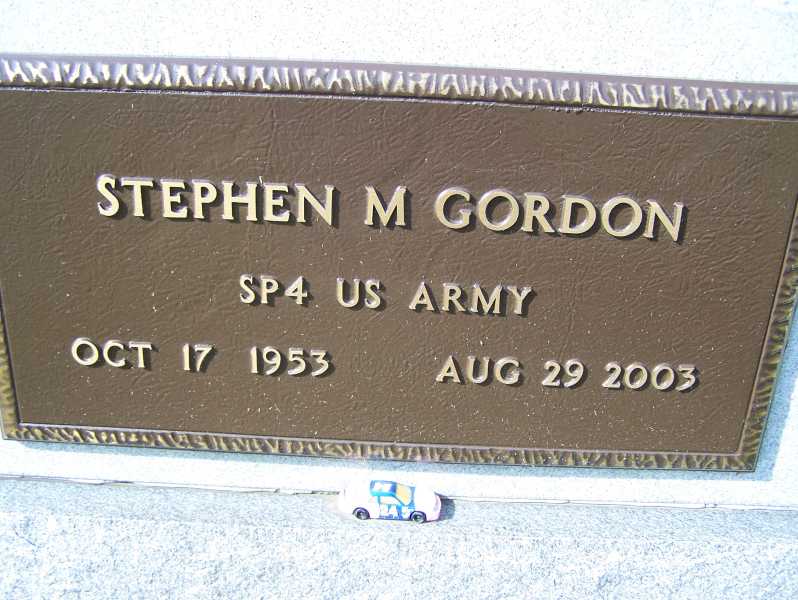 STEPHEN M GORDON
SP4 US ARMY
OCT 17 1953 AUG 29 2003